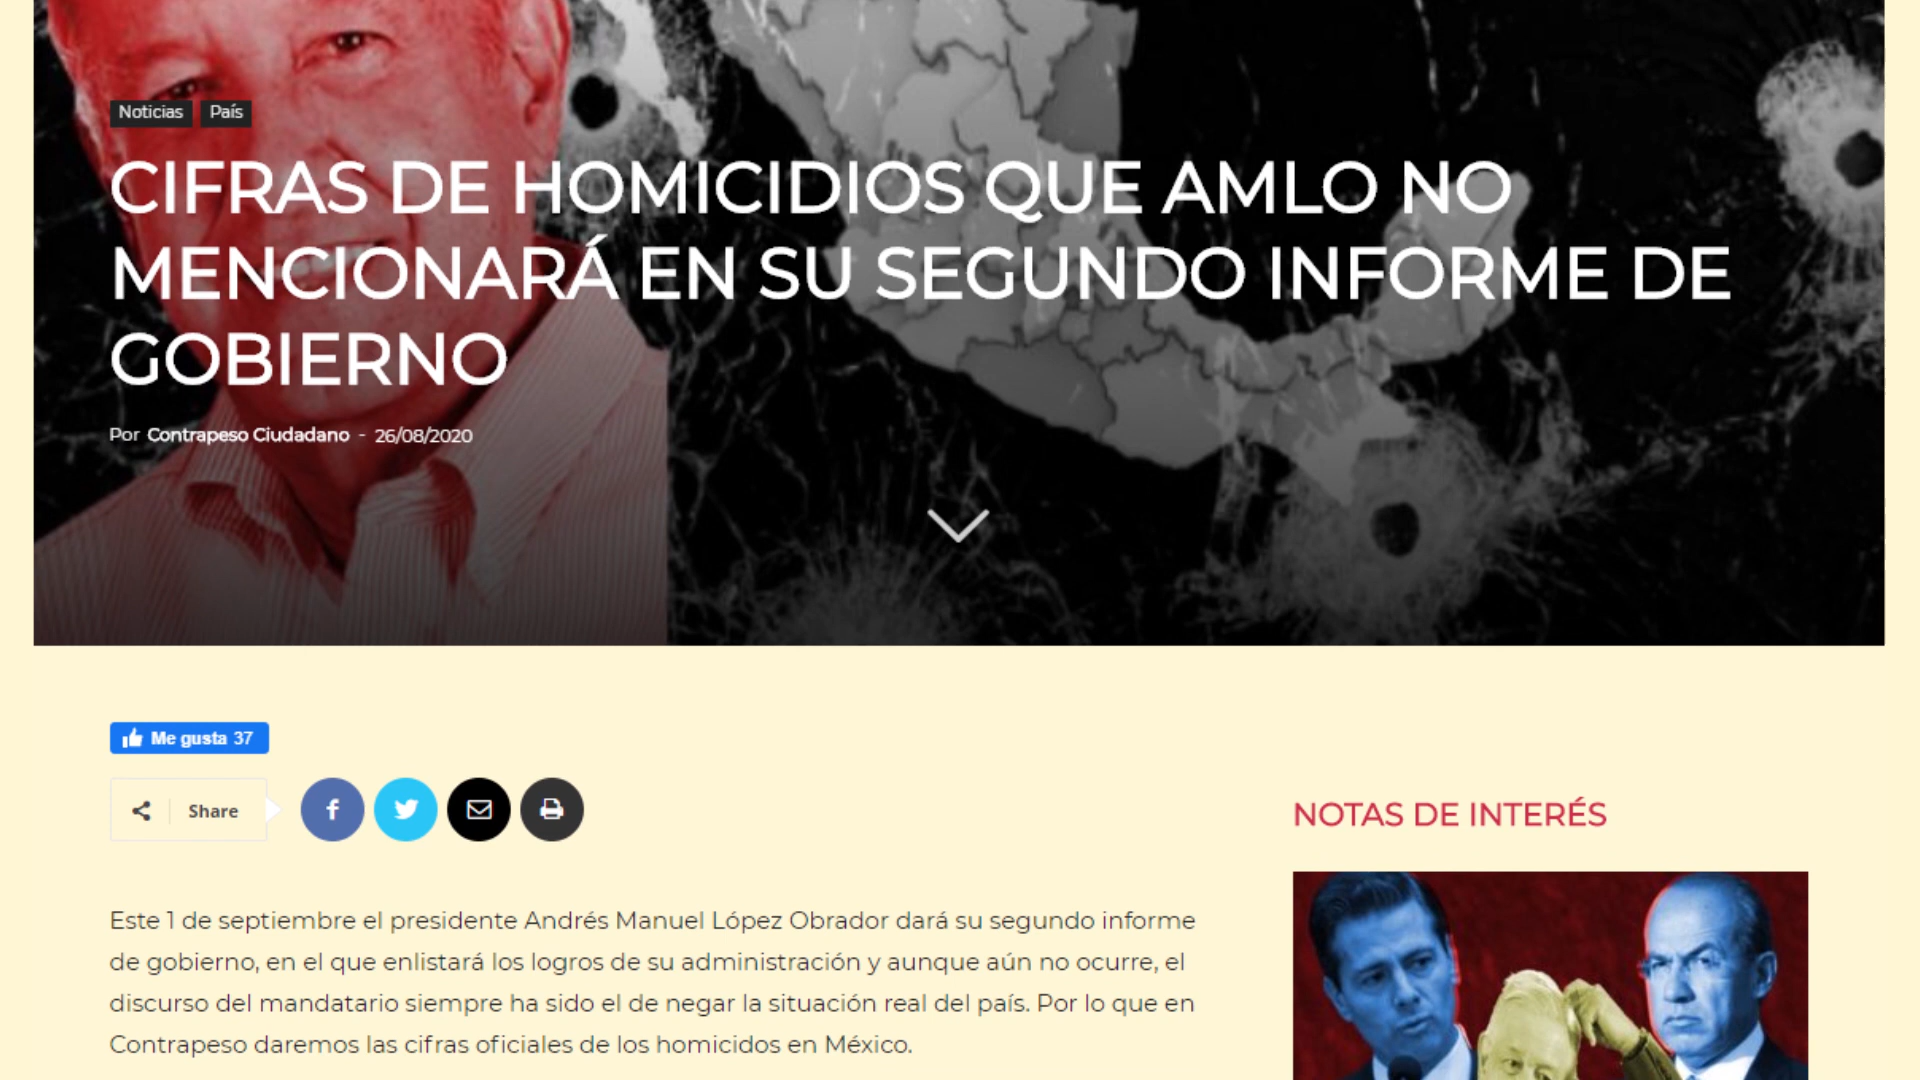 Noticias País
CIFRAS DE HOMICIDIOS QUE AMLO NO
MENCIONARÁ EN SU SEGUNDO INFORME DE
GOBIERNO
Por Contrapeso Ciudadano - 26/08/2020
Me gusta 37
Share
NOTAS DE INTERÉS
Este 1 de septiembre el presidente Andrés Manuel López Obrador dará su segundo informe
de gobierno, en el que enlistará los logros de su administración y aunque aún no ocurre, el
discurso del mandatario siempre ha sido el de negar la situación real del país. Por lo que en
Contrapeso daremos las cifras oficiales de los homicidos en México.